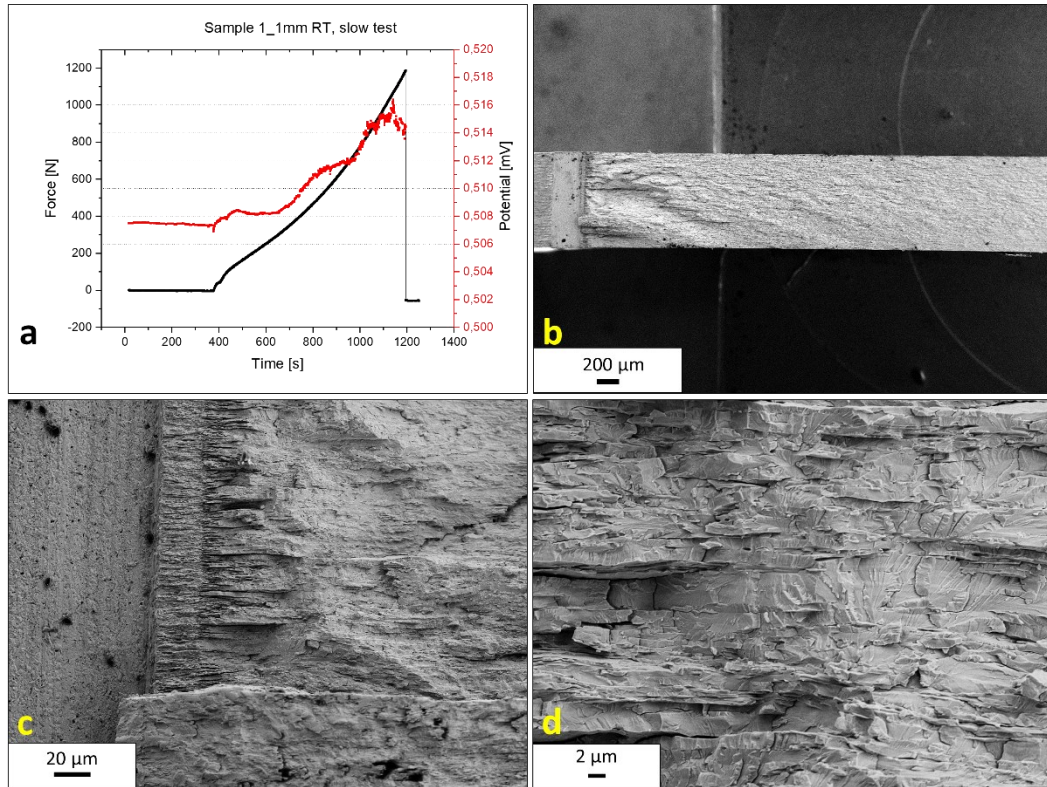 Sample 1_1mm RT, slow test
1200
1000
800
600
400
200
0
-200
Force [N]
0 200 400 600 800 1000 1200 1400
Time [s]
0,520
0,518
0,516
0,514
0,512
0,510
0,508
0,506
0,504
0,502
0,500
Potential [mV]
a
b
200 µm
c
20 µm
d
2 µm